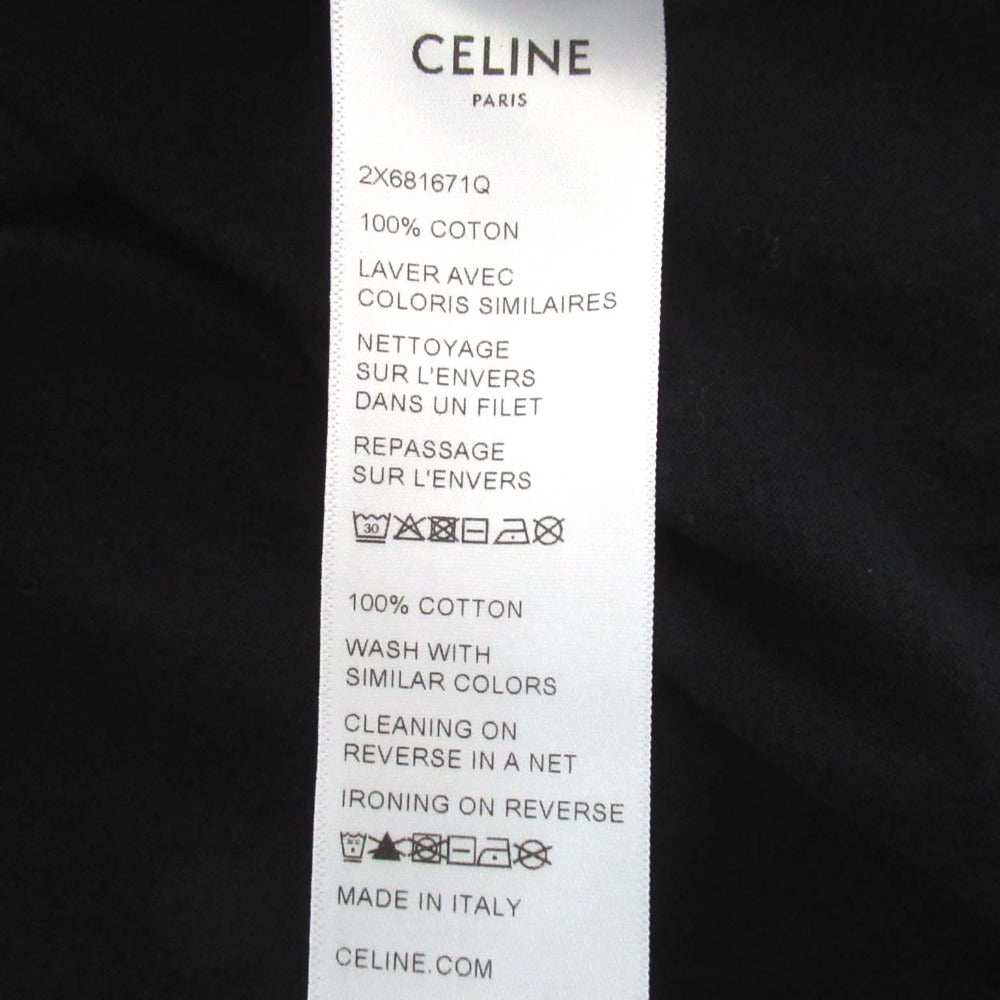 CELINE
PARIS
2X681671Q
100% COTON
LAVER AVEC
COLORIS SIMILAIRES
NETTOYAGE
SUR L'ENVERS
DANS UN FILET
REPASSAGE
SUR L'ENVERS
30
100% COTTON
WASH WITH
SIMILAR COLORS
CLEANING ON
REVERSE IN A NET
IRONING ON REVERSE
MADE IN ITALY
CELINE.COM